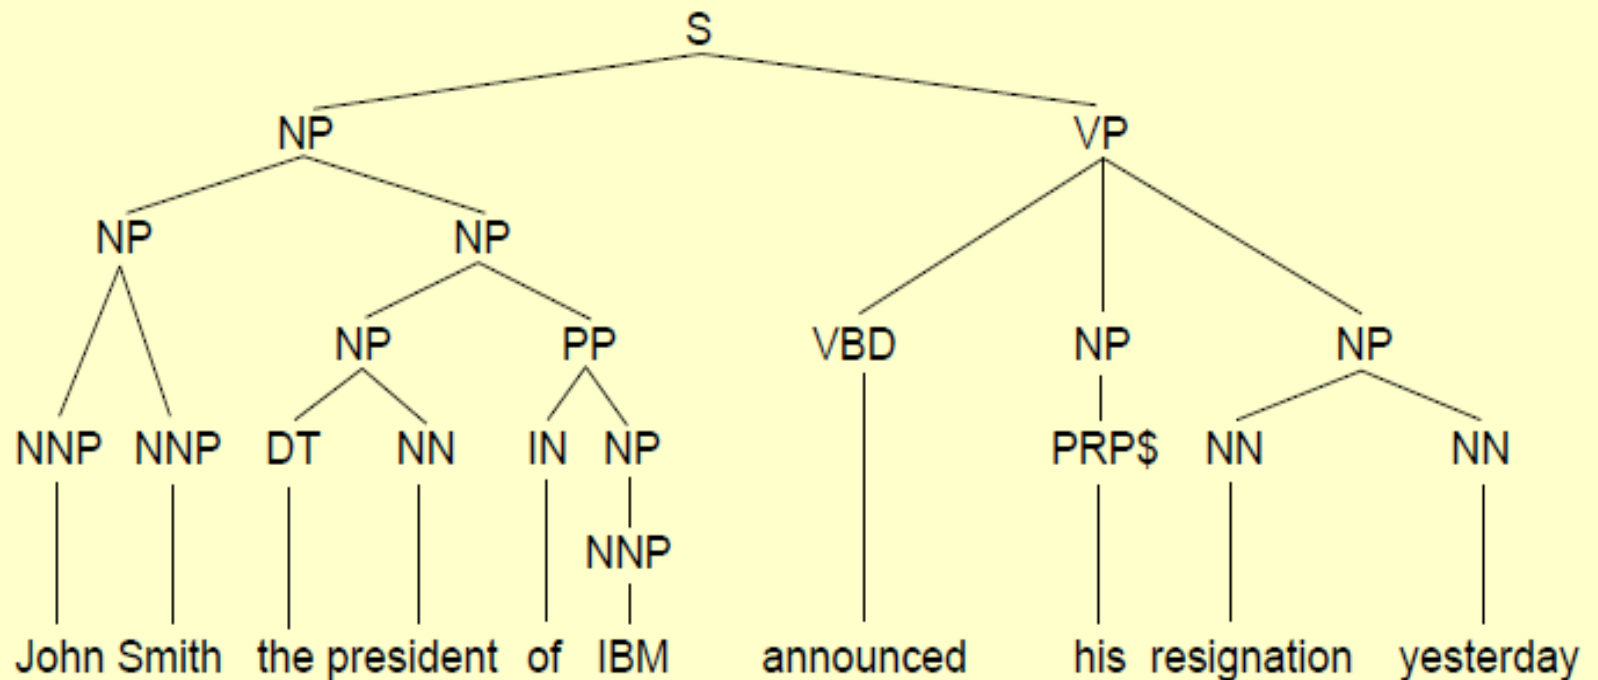 S
NP VP
NP NP
NP PP VBD NP NP
NNP NNP DT NN IN NP PRP$ NN NN
NNP
John Smith the president of IBM announced his resignation yesterday